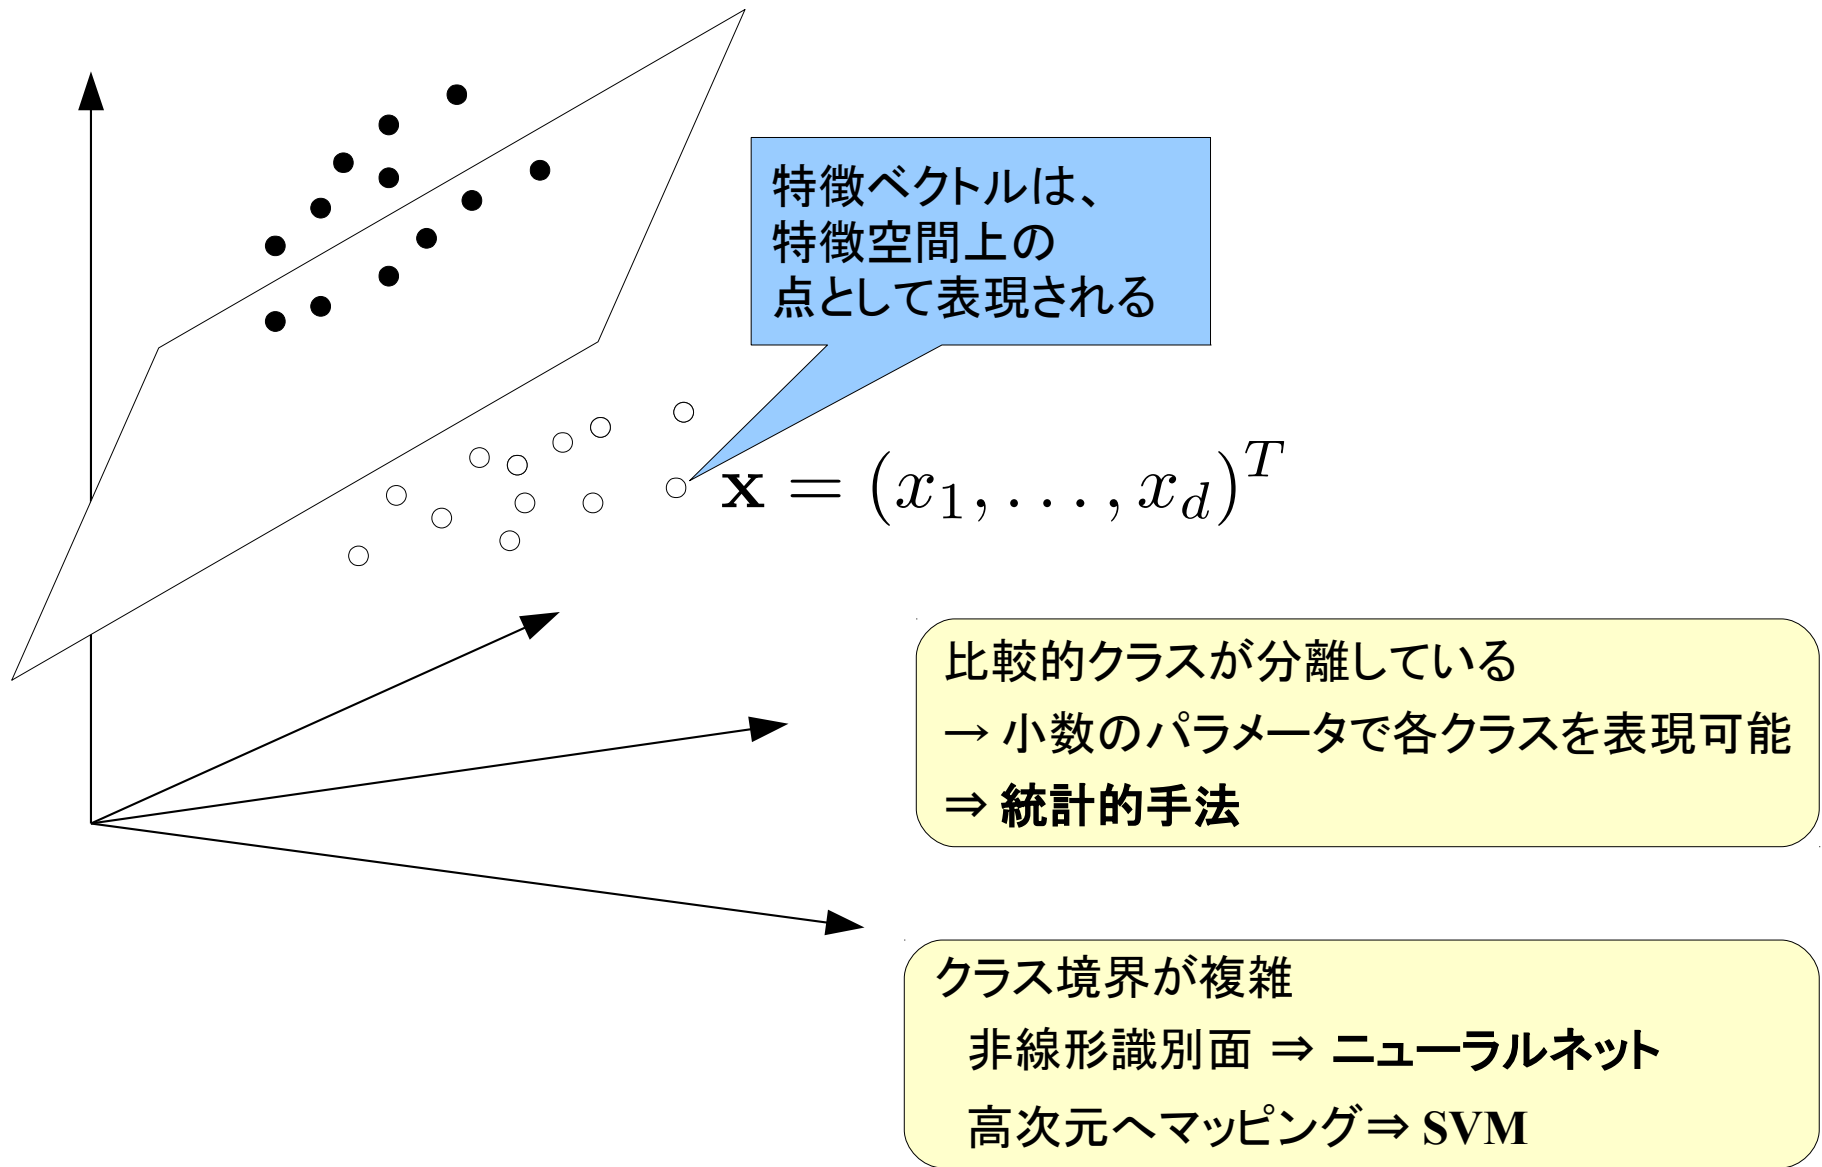 特徴ベクトルは、
特徴空間上の
点として表現される
x = (x₁, . . . , x_d)ᵀ
比較的クラスが分離している
→ 小数のパラメータで各クラスを表現可能
⇒ 統計的手法
クラス境界が複雑
非線形識別面 ⇒ ニューラルネット
高次元へマッピング⇒ SVM